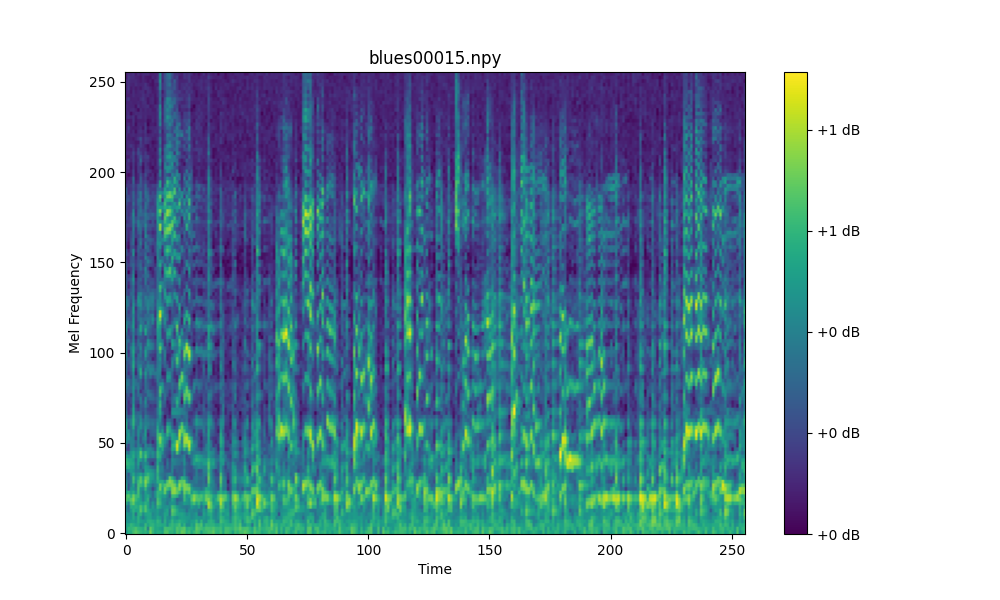 blues00015.npy
250
200
150
100
50
0
Mel Frequency
0 50 100 150 200 250
Time
+1 dB
+1 dB
+0 dB
+0 dB
+0 dB